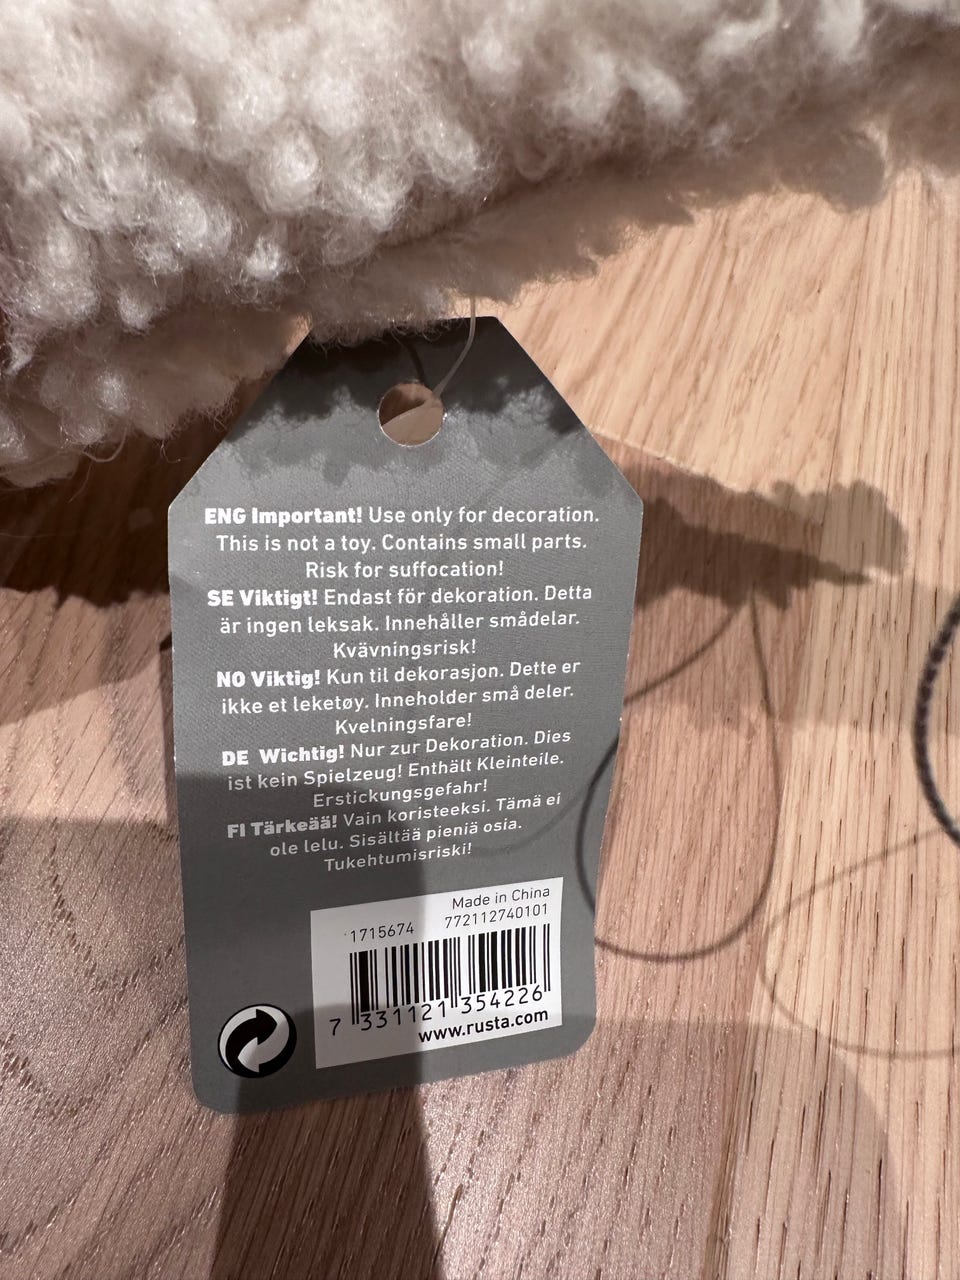 ENG Important! Use only for decoration.
This is not a toy. Contains small parts.
Risk for suffocation!
SE Viktigt! Endast för dekoration. Detta
är ingen leksak. Innehåller smådelar.
Kvävningsrisk!
NO Viktig! Kun til dekorasjon. Dette er
ikke et leketøy. Inneholder små deler.
Kvelningsfare!
DE Wichtig! Nur zur Dekoration. Dies
ist kein Spielzeug! Enthält Kleinteile.
Erstickungsgefahr!
FI Tärkeää! Vain koristeeksi. Tämä ei
ole lelu. Sisältää pieniä osia.
Tukehtumisriski!
Made in China
1715674 772112740101
7 331121 354226
www.rusta.com